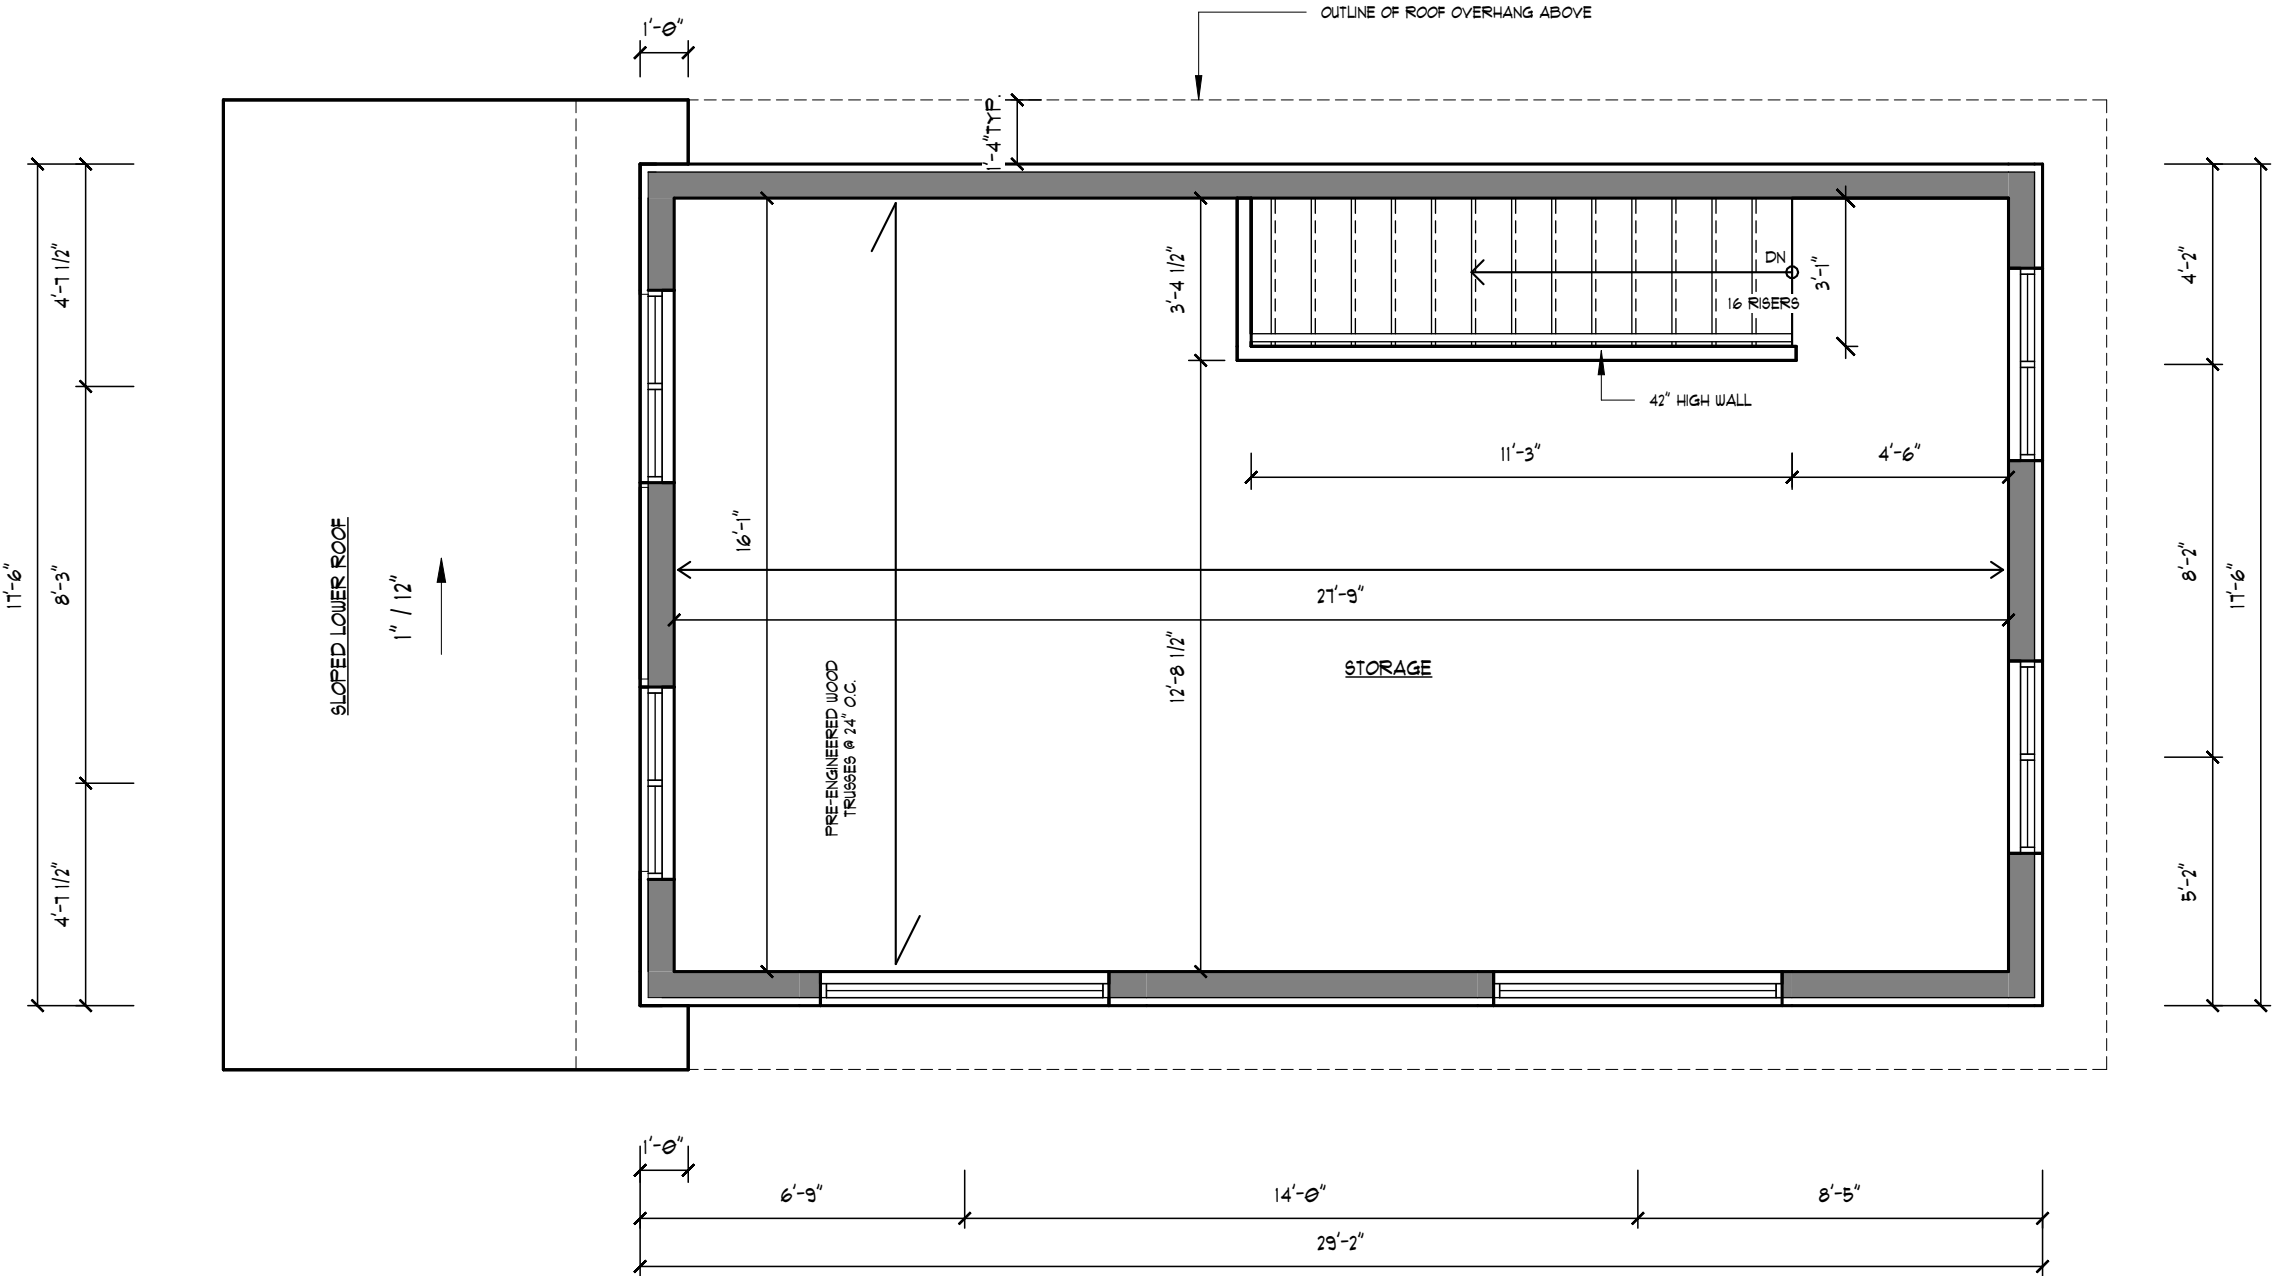 OUTLINE OF ROOF OVERHANG ABOVE
1'-0"
1'-4"TYP.
4'-7 1/2"
8'-3"
4'-7 1/2"
17'-6"
SLOPED LOWER ROOF
1" / 12"
3'-4 1/2"
DN
16 RISERS
3'-1"
42" HIGH WALL
11'-3"
4'-6"
16'-1"
27'-9"
12'-8 1/2"
STORAGE
PRE-ENGINEERED WOOD
TRUSSES @ 24" O.C.
4'-2"
8'-2"
5'-2"
17'-6"
1'-0"
6'-9"
14'-0"
8'-5"
29'-2"